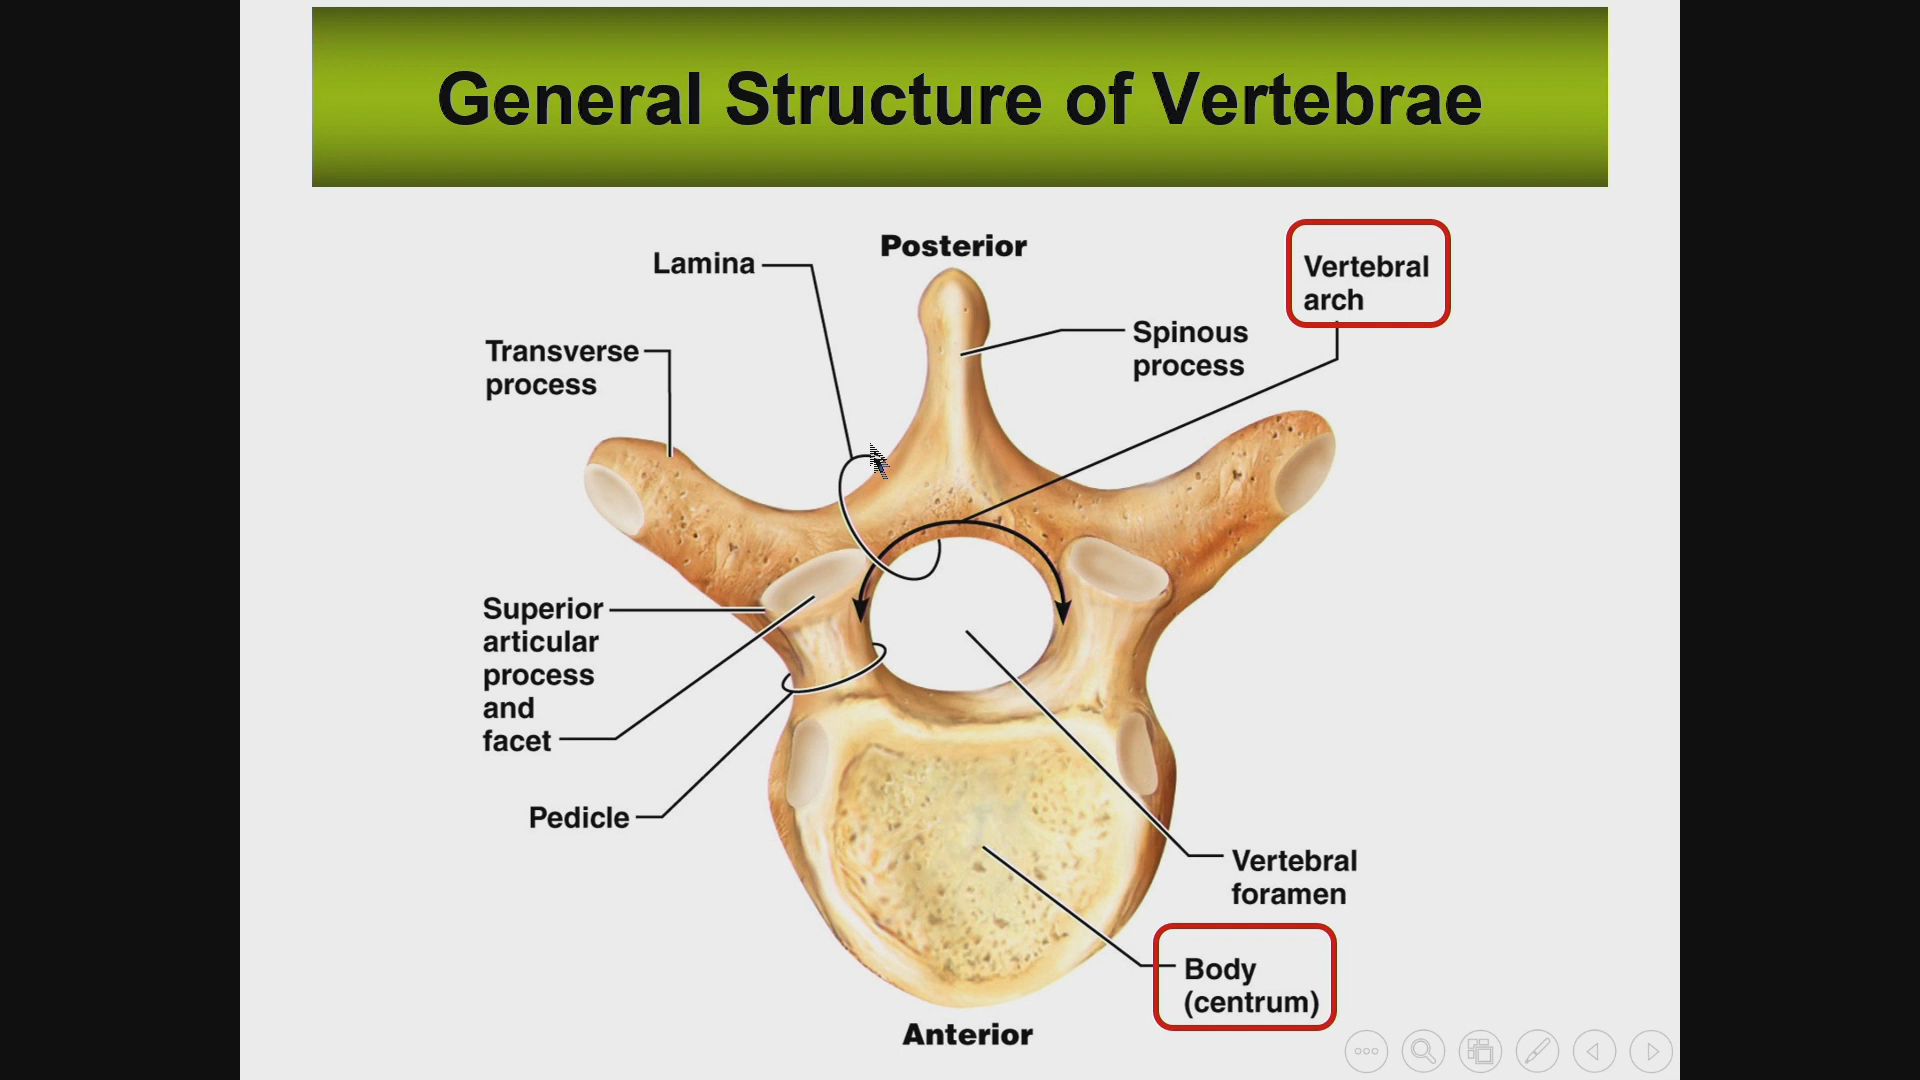 General Structure of Vertebrae
Posterior
Lamina
Vertebral
arch
Spinous
process
Transverse
process
Superior
articular
process
and
facet
Pedicle
Vertebral
foramen
Body
(centrum)
Anterior